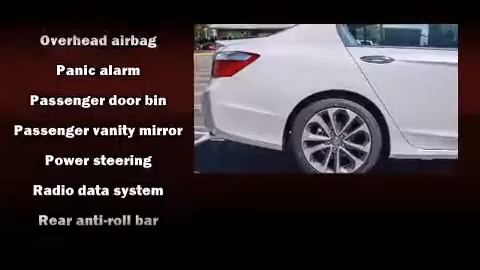 Overhead airbag
Panic alarm
Passenger door bin
Passenger vanity mirror
Power steering
Radio data system
Rear anti-roll bar